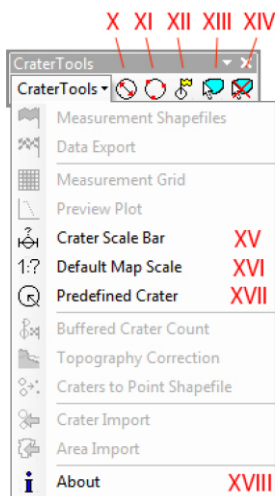 X XI XII XIII XIV
CraterTools
CraterTools
Measurement Shapefiles
Data Export
Measurement Grid
Preview Plot
Crater Scale Bar XV
1:? Default Map Scale XVI
R Predefined Crater XVII
Buffered Crater Count
Topography Correction
Craters to Point Shapefile
Crater Import
Area Import
i About XVIII